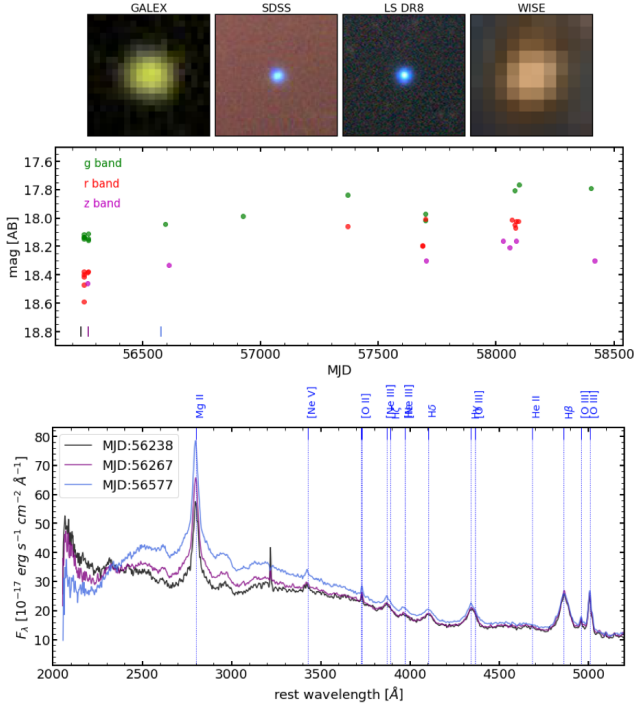 GALEX SDSS LS DR8 WISE
g band
r band
z band
17.6
17.8
18.0
18.2
18.4
18.6
18.8
mag [AB]
56500 57000 57500 58000 58500
MJD
Mg II [Ne V] [O II] [Ne III] Hζ [Ne III] Hδ Hγ [O III] He II Hβ [O III] [O III]
MJD:56238
MJD:56267
MJD:56577
80
70
60
50
40
30
20
10
Fλ [10⁻¹⁷ erg s⁻¹ cm⁻² Å⁻¹]
2000 2500 3000 3500 4000 4500 5000
rest wavelength [Å]